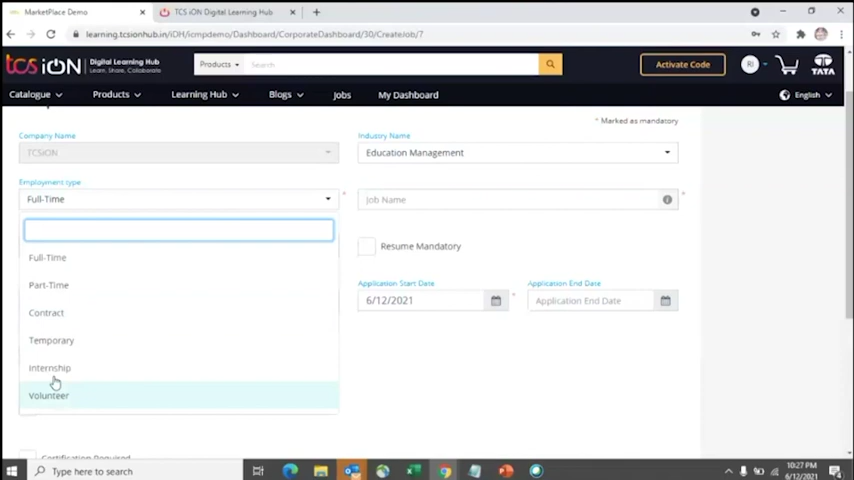 MarketPlace Demo
TCS iON Digital Learning Hub
learning.tcsionhub.in/iDH/icmpdemo/Dashboard/CorporateDashboard/30/CreateJob/7
tcs iON Digital Learning Hub
Learn, Share, Collaborate
Products
Search
Activate Code
RI
TATA
Catalogue
Products
Learning Hub
Blogs
Jobs
My Dashboard
English
* Marked as mandatory
Company Name
Industry Name
TCSiON
Education Management
Employment type
Full-Time
*
Job Name
*
Full-Time
Resume Mandatory
Part-Time
Application Start Date
Application End Date
6/12/2021
*
Application End Date
Contract
Temporary
Internship
Volunteer
Certification Required
Type here to search
10:27 PM
6/12/2021
4